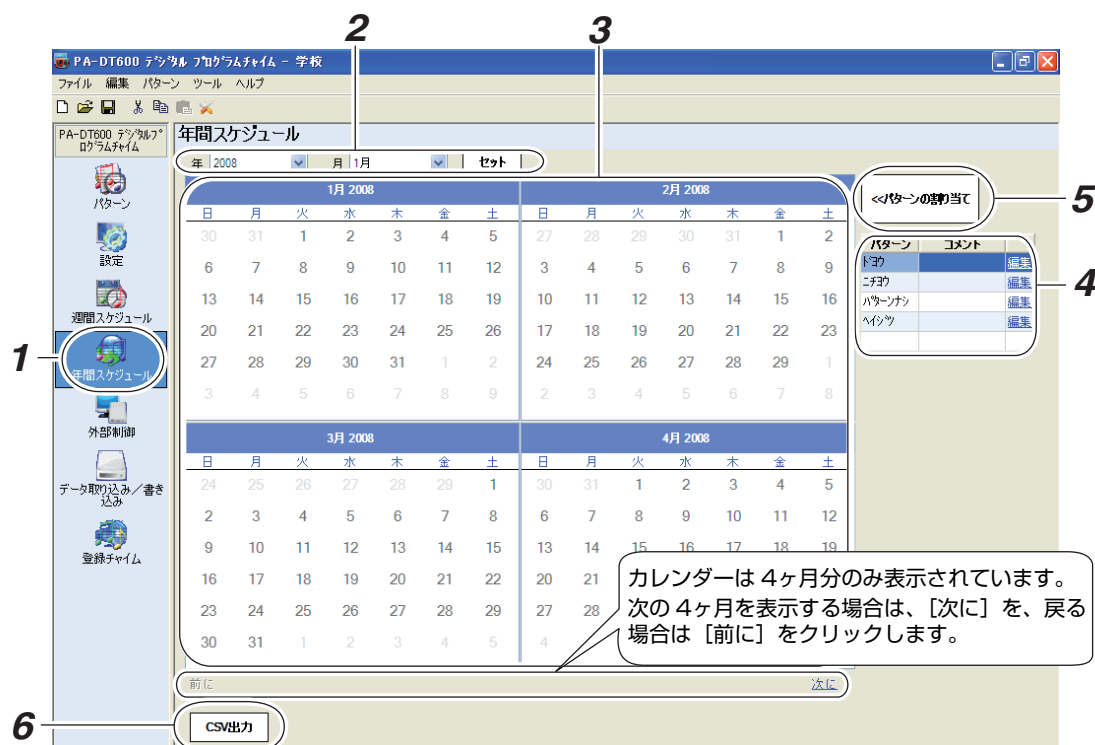 2
3
PA-DT600 ﾃﾞｼﾞﾀﾙ ﾌﾟﾛｸﾞﾗﾑﾁｬｲﾑ - 学校
ファイル 編集 パターン ツール ヘルプ
PA-DT600 ﾃﾞｼﾞﾀﾙﾌﾟ
ﾛｸﾞﾗﾑﾁｬｲﾑ
パターン
設定
週間スケジュール
1
年間スケジュール
外部制御
データ取り込み／書き
込み
登録チャイム
年間スケジュール
年 2008 月 1月 セット
1月 2008
日 月 火 水 木 金 土
30 31 1 2 3 4 5
6 7 8 9 10 11 12
13 14 15 16 17 18 19
20 21 22 23 24 25 26
27 28 29 30 31 1 2
3 4 5 6 7 8 9
2月 2008
日 月 火 水 木 金 土
27 28 29 30 31 1 2
3 4 5 6 7 8 9
10 11 12 13 14 15 16
17 18 19 20 21 22 23
24 25 26 27 28 29 1
2 3 4 5 6 7 8
3月 2008
日 月 火 水 木 金 土
24 25 26 27 28 29 1
2 3 4 5 6 7 8
9 10 11 12 13 14 15
16 17 18 19 20 21 22
23 24 25 26 27 28 29
30 31 1 2 3 4 5
4月 2008
日 月 火 水 木 金 土
30 31 1 2 3 4 5
6 7 8 9 10 11 12
13 14 15 16 17 18 19
20 21
27 28
4
カレンダーは 4ヶ月分のみ表示されています。
次の 4ヶ月を表示する場合は、［次に］を、戻る
場合は［前に］をクリックします。
前に 次に
<<パターンの割り当て
5
パターン コメント
ﾄﾞﾖｳ 編集
ﾆﾁﾖｳ 編集
ﾊﾟﾀｰﾝﾅｼ 編集
ﾍｲｼﾞﾂ 編集
4
6
CSV出力